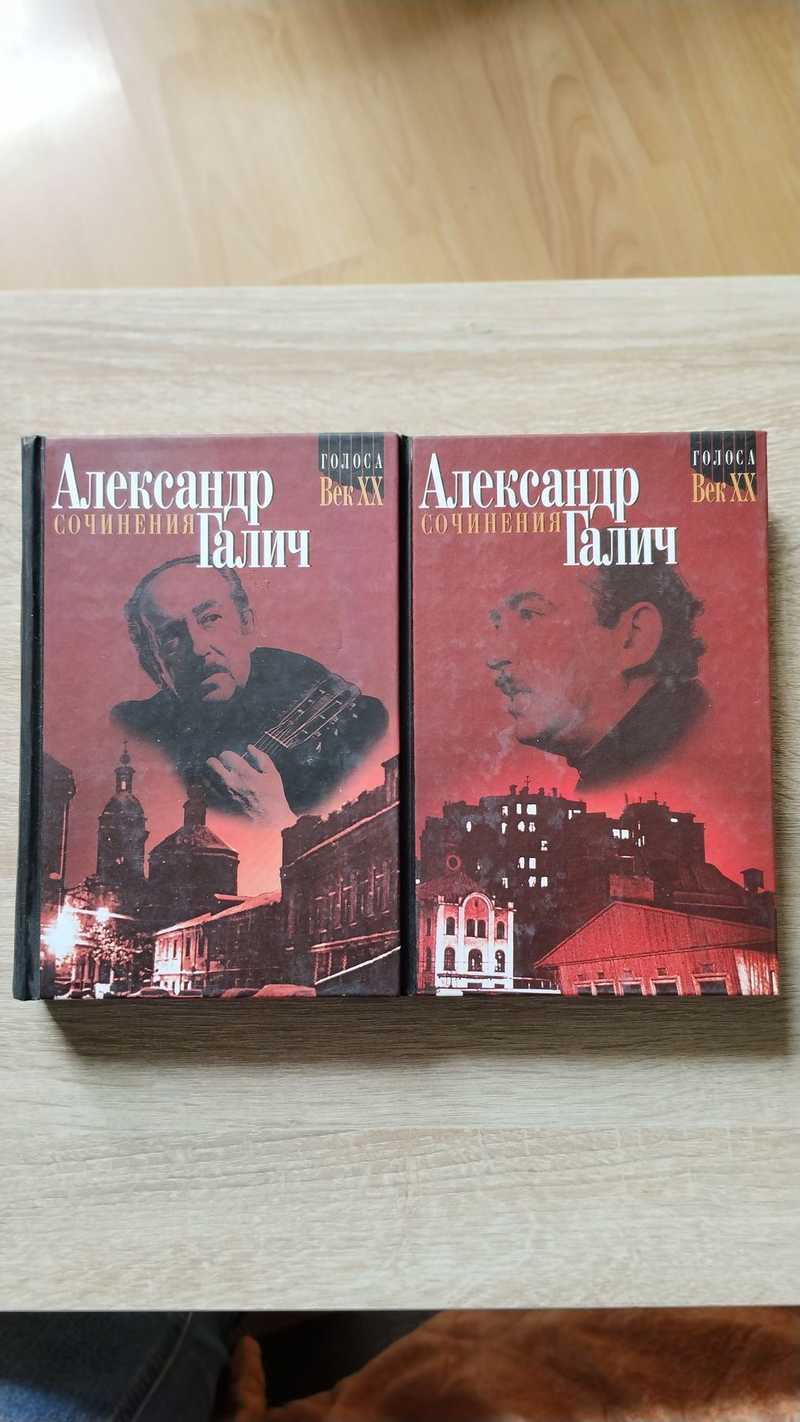 Александр
СОЧИНЕНИЯ
Галич
ГОЛОСА
Век XX
Александр
СОЧИНЕНИЯ
Галич
ГОЛОСА
Век XX